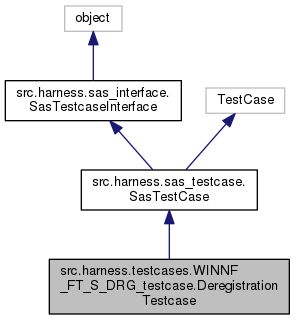 object
src.harness.sas_interface.
SasTestcaseInterface
TestCase
src.harness.sas_testcase.
SasTestCase
src.harness.testcases.WINNF
_FT_S_DRG_testcase.Deregistration
Testcase